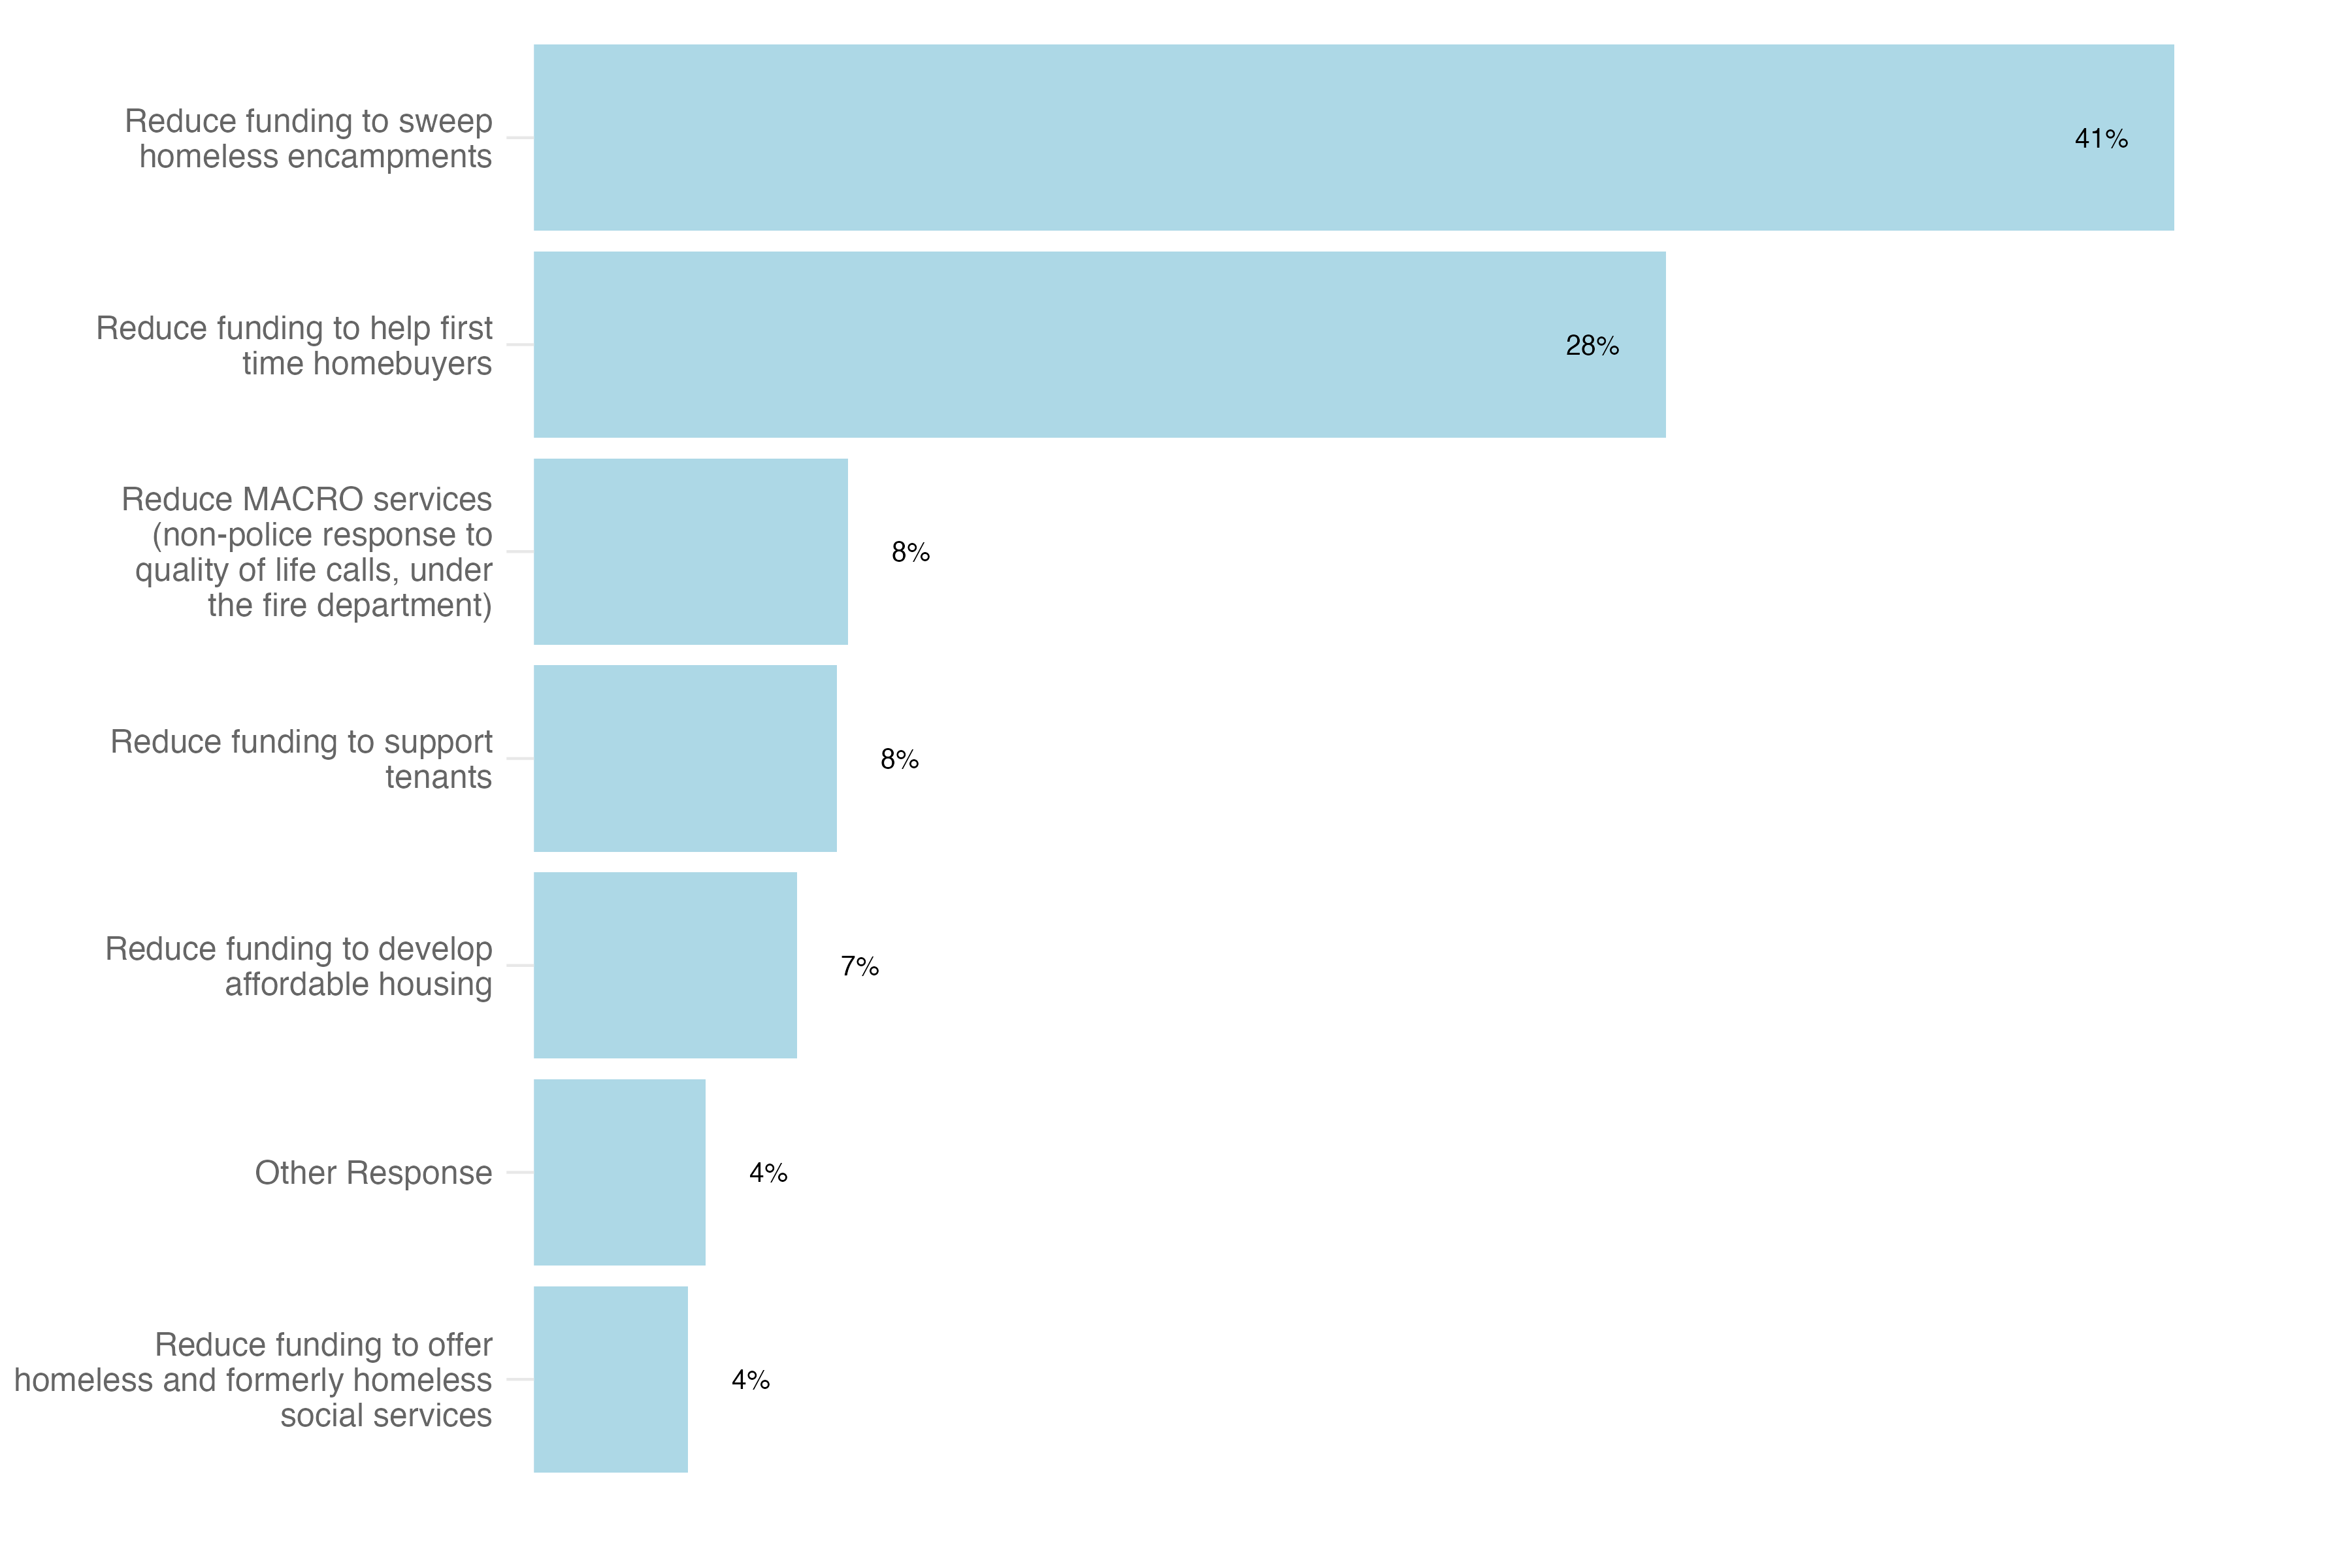 Reduce funding to sweep
homeless encampments
41%
Reduce funding to help first
time homebuyers
28%
Reduce MACRO services
(non-police response to
quality of life calls, under
the fire department)
8%
Reduce funding to support
tenants
8%
Reduce funding to develop
affordable housing
7%
Other Response
4%
Reduce funding to offer
homeless and formerly homeless
social services
4%